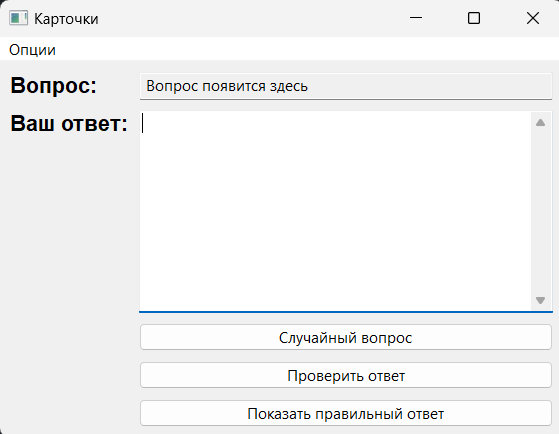 Карточки
Опции
Вопрос: Вопрос появится здесь
Ваш ответ:
Случайный вопрос
Проверить ответ
Показать правильный ответ